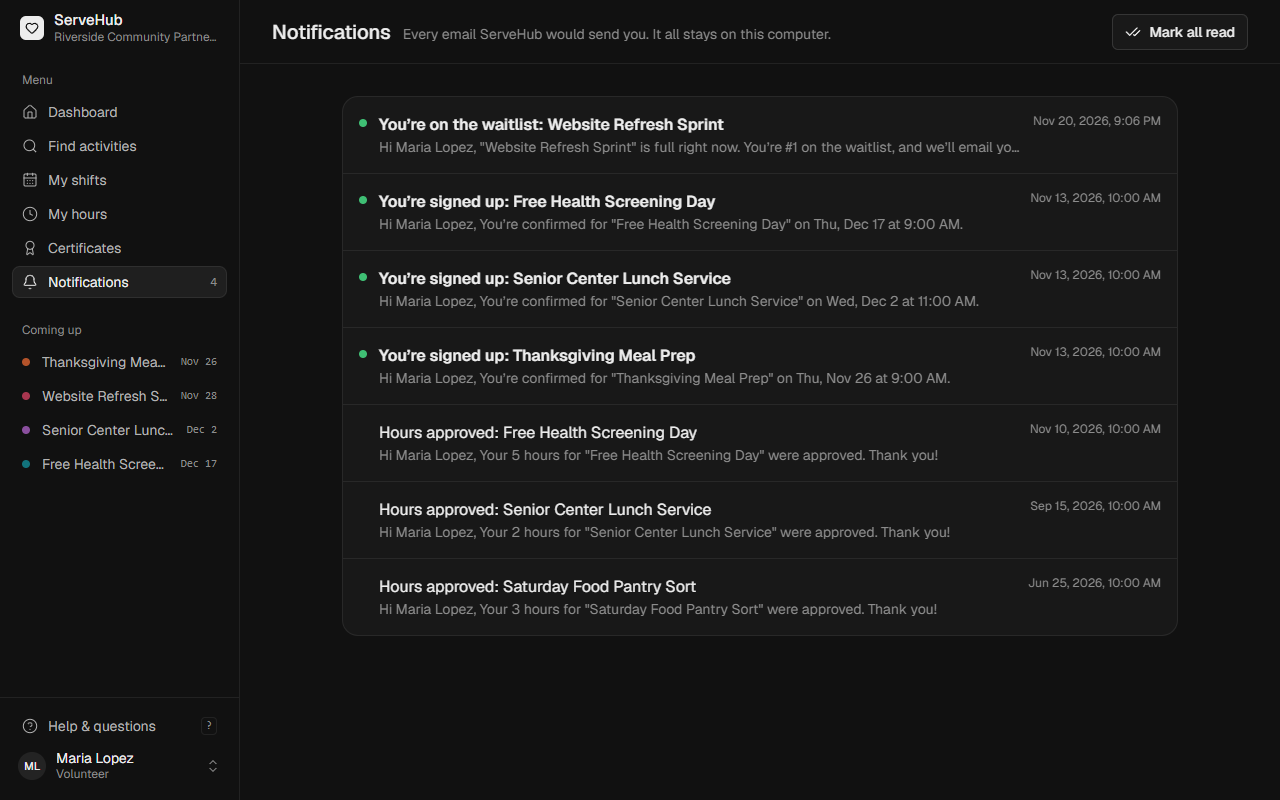 ServeHub
Riverside Community Partne…
Menu
Dashboard
Find activities
My shifts
My hours
Certificates
Notifications 4
Coming up
Thanksgiving Mea… Nov 26
Website Refresh S… Nov 28
Senior Center Lunc… Dec 2
Free Health Scree… Dec 17
Help & questions ?
ML
Maria Lopez
Volunteer
Notifications Every email ServeHub would send you. It all stays on this computer.
Mark all read
You’re on the waitlist: Website Refresh Sprint Nov 20, 2026, 9:06 PM
Hi Maria Lopez, "Website Refresh Sprint" is full right now. You’re #1 on the waitlist, and we’ll email yo…
You’re signed up: Free Health Screening Day Nov 13, 2026, 10:00 AM
Hi Maria Lopez, You’re confirmed for "Free Health Screening Day" on Thu, Dec 17 at 9:00 AM.
You’re signed up: Senior Center Lunch Service Nov 13, 2026, 10:00 AM
Hi Maria Lopez, You’re confirmed for "Senior Center Lunch Service" on Wed, Dec 2 at 11:00 AM.
You’re signed up: Thanksgiving Meal Prep Nov 13, 2026, 10:00 AM
Hi Maria Lopez, You’re confirmed for "Thanksgiving Meal Prep" on Thu, Nov 26 at 9:00 AM.
Hours approved: Free Health Screening Day Nov 10, 2026, 10:00 AM
Hi Maria Lopez, Your 5 hours for "Free Health Screening Day" were approved. Thank you!
Hours approved: Senior Center Lunch Service Sep 15, 2026, 10:00 AM
Hi Maria Lopez, Your 2 hours for "Senior Center Lunch Service" were approved. Thank you!
Hours approved: Saturday Food Pantry Sort Jun 25, 2026, 10:00 AM
Hi Maria Lopez, Your 3 hours for "Saturday Food Pantry Sort" were approved. Thank you!